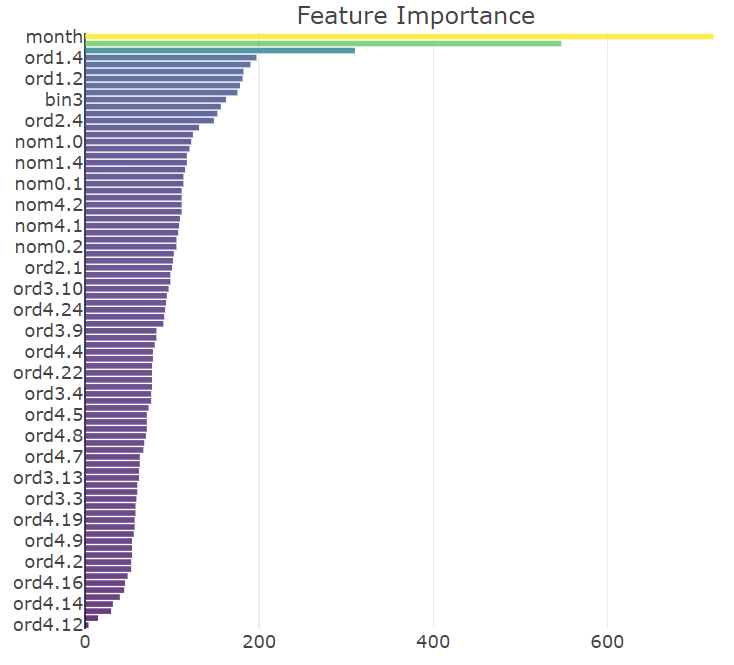 Feature Importance
month
ord1.4
ord1.2
bin3
ord2.4
nom1.0
nom1.4
nom0.1
nom4.2
nom4.1
nom0.2
ord2.1
ord3.10
ord4.24
ord3.9
ord4.4
ord4.22
ord3.4
ord4.5
ord4.8
ord4.7
ord3.13
ord3.3
ord4.19
ord4.9
ord4.2
ord4.16
ord4.14
ord4.12
0 200 400 600